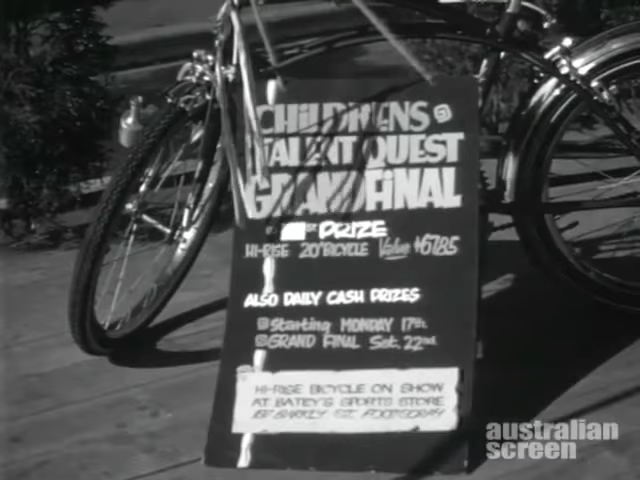 CHILDRENS
TALENT QUEST
GRAND FINAL
1st PRIZE
HI-RISE 20" BICYCLE Value $67.85
ALSO DAILY CASH PRIZES
Starting MONDAY 17th.
GRAND FINAL Sat. 22nd.
HI-RISE BICYCLE ON SHOW
AT BATEY'S SPORTS STORE
BARKLY ST. FOOTSCRAY
australian
screen